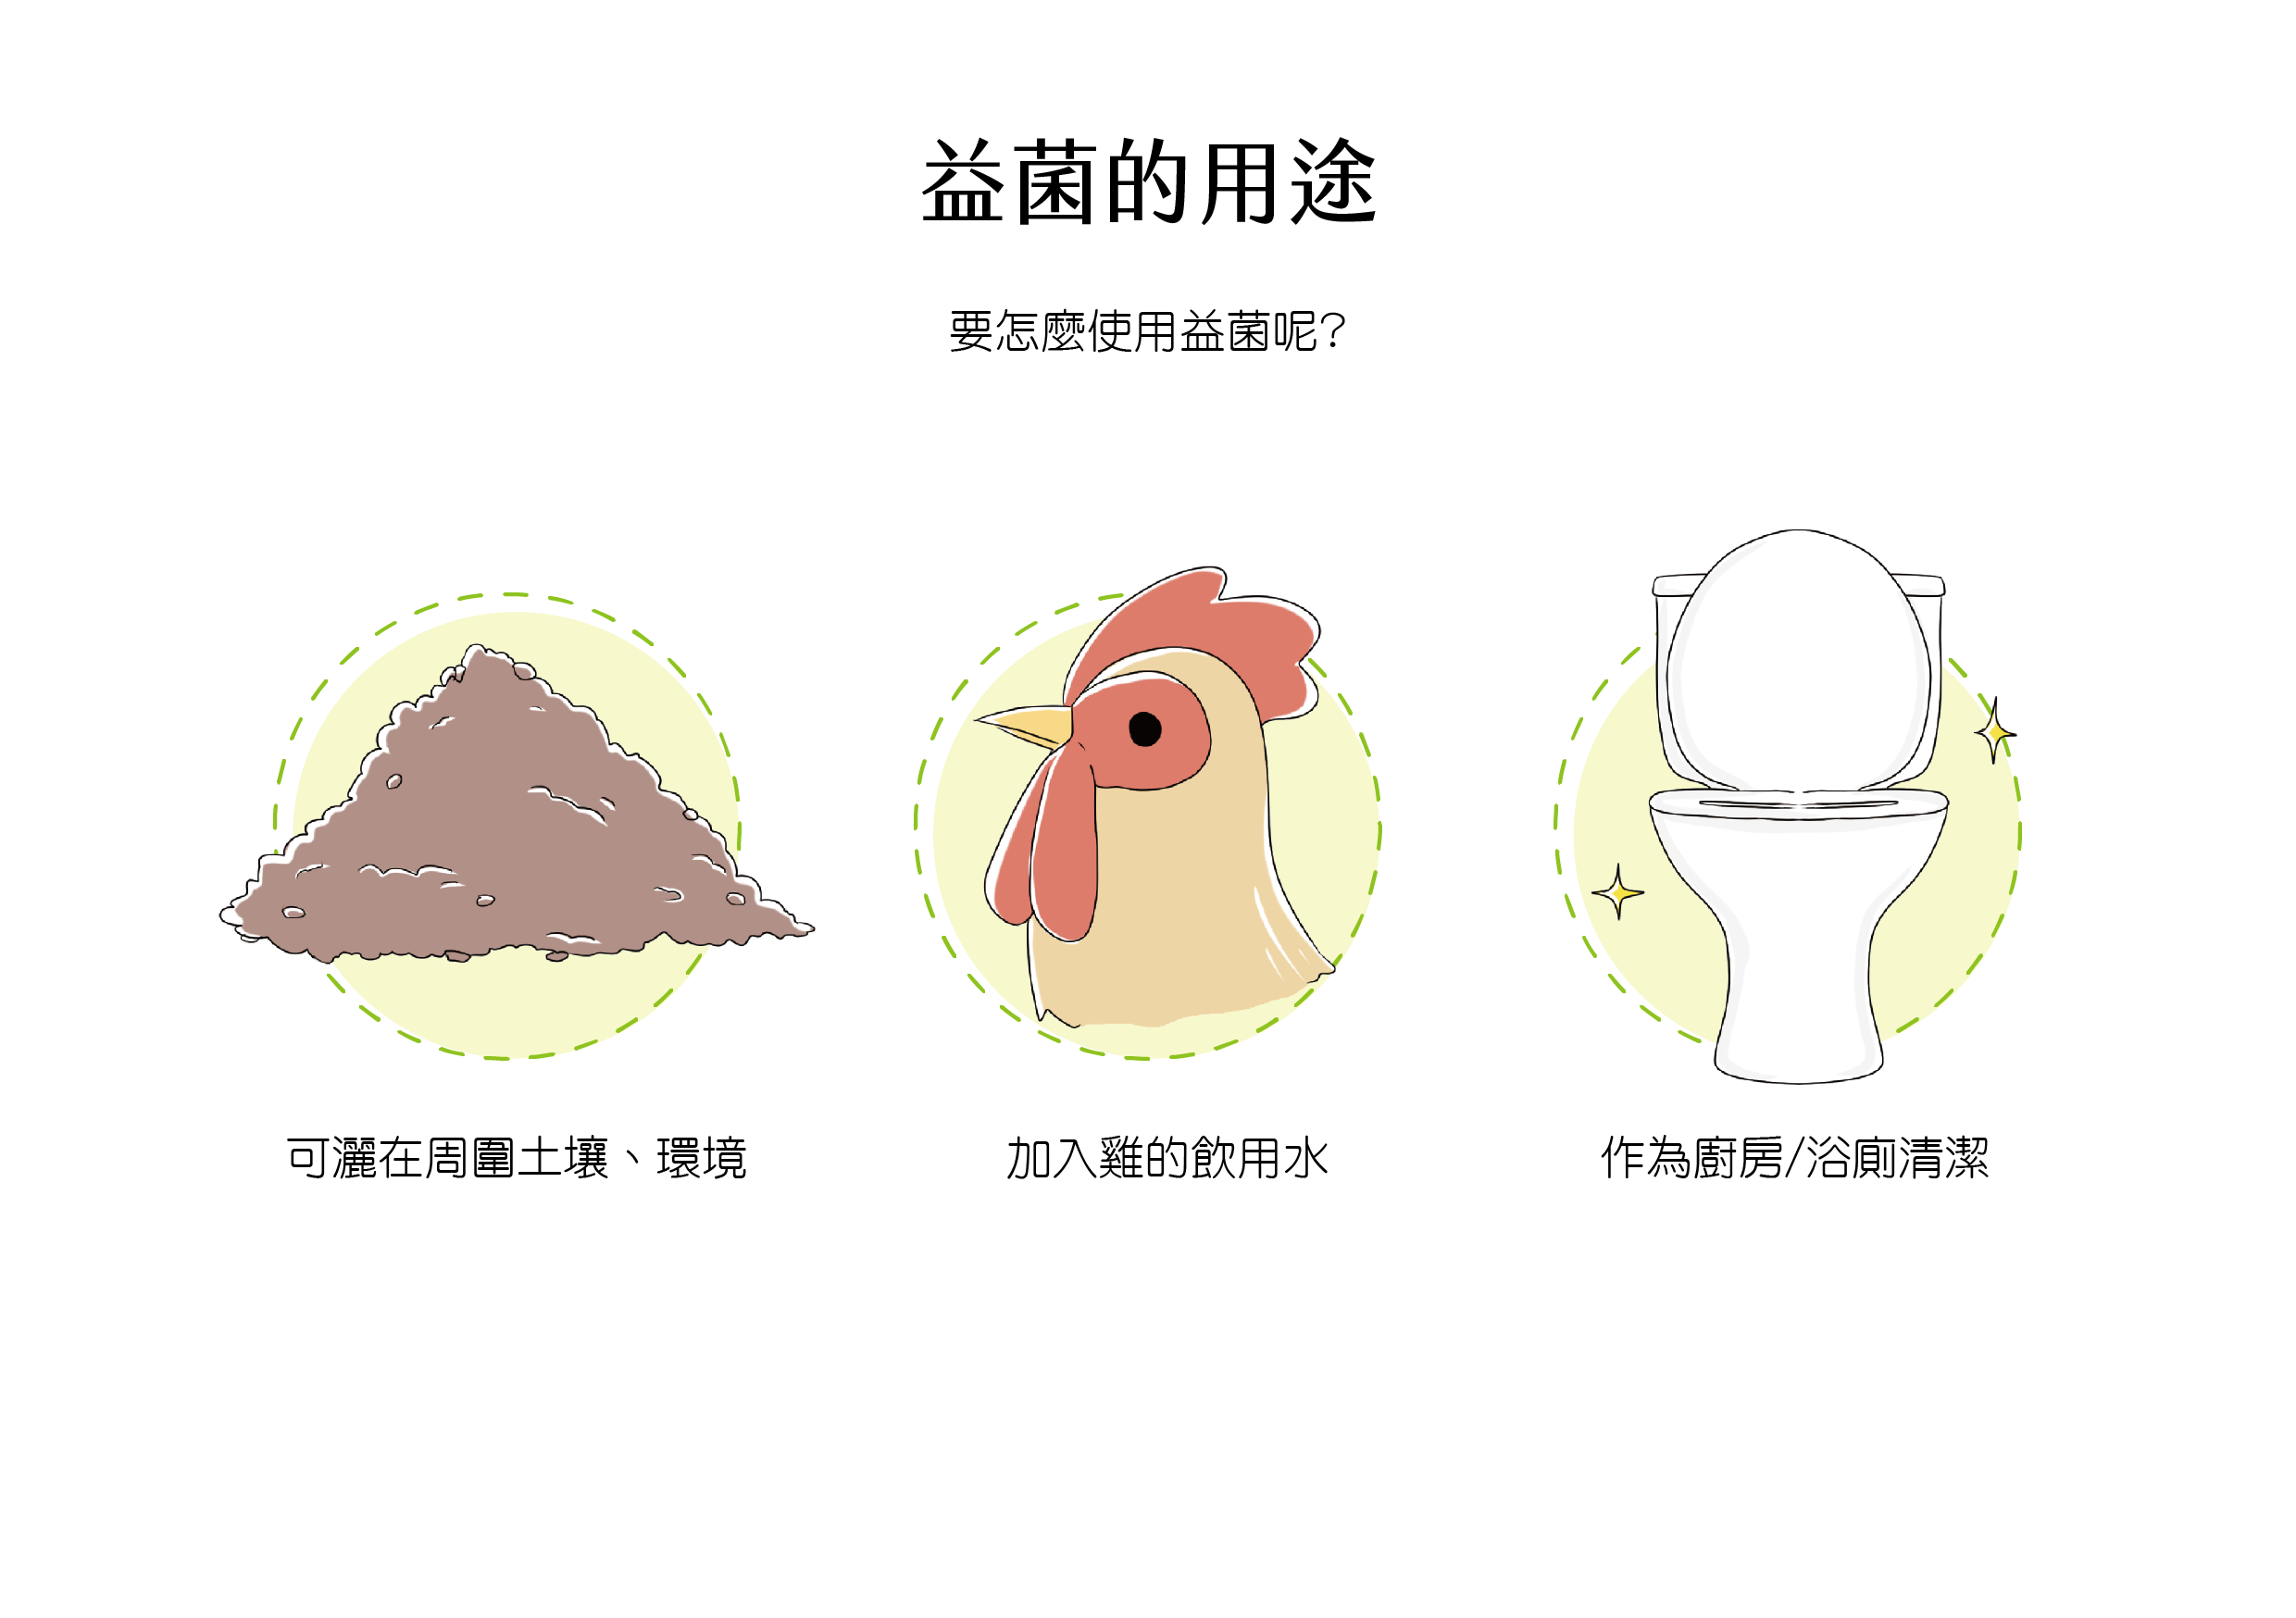 益菌的用途
要怎麼使用益菌呢?
可灑在周圍土壤、環境
加入雞的飲用水
作為廚房/浴廁清潔